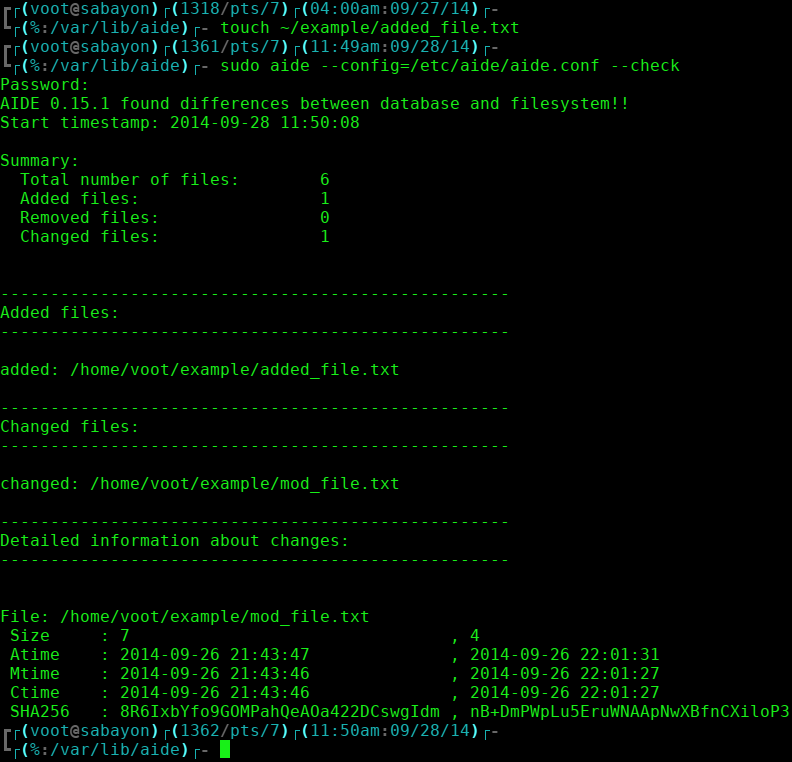 ┌(voot@sabayon)┌(1318/pts/7)┌(04:00am:09/27/14)┌-
┌(%:/var/lib/aide)┌- touch ~/example/added_file.txt
┌(voot@sabayon)┌(1361/pts/7)┌(11:49am:09/28/14)┌-
┌(%:/var/lib/aide)┌- sudo aide --config=/etc/aide/aide.conf --check
Password:
AIDE 0.15.1 found differences between database and filesystem!!
Start timestamp: 2014-09-28 11:50:08
Summary:
  Total number of files:        6
  Added files:                  1
  Removed files:                0
  Changed files:                1
---------------------------------------------------
Added files:
---------------------------------------------------
added: /home/voot/example/added_file.txt
---------------------------------------------------
Changed files:
---------------------------------------------------
changed: /home/voot/example/mod_file.txt
---------------------------------------------------
Detailed information about changes:
---------------------------------------------------
File: /home/voot/example/mod_file.txt
 Size     : 7                                , 4
 Atime    : 2014-09-26 21:43:47              , 2014-09-26 22:01:31
 Mtime    : 2014-09-26 21:43:46              , 2014-09-26 22:01:27
 Ctime    : 2014-09-26 21:43:46              , 2014-09-26 22:01:27
 SHA256   : 8R6IxbYfo9GOMPahQeAOa422DCswgIdm , nB+DmPWpLu5EruWNAApNwXBfnCXiloP3
┌(voot@sabayon)┌(1362/pts/7)┌(11:50am:09/28/14)┌-
┌(%:/var/lib/aide)┌-